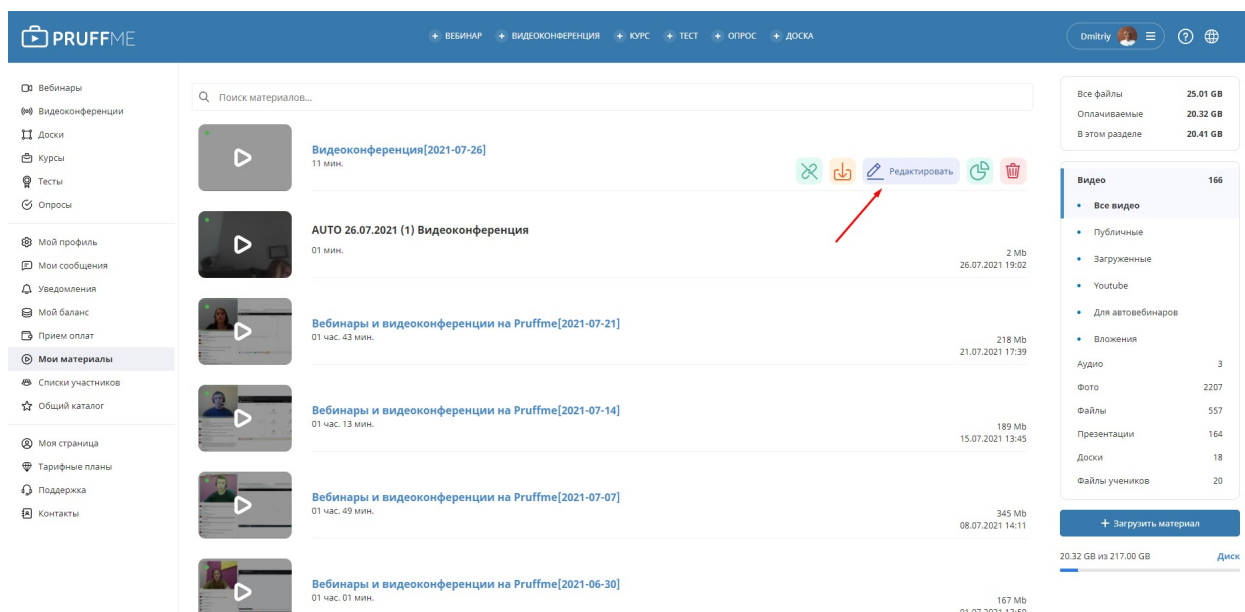 PRUFFME
+ ВЕБИНАР + ВИДЕОКОНФЕРЕНЦИЯ + КУРС + ТЕСТ + ОПРОС + ДОСКА
Dmitriy
?
Вебинары
Видеоконференции
Доски
Курсы
Тесты
Опросы
Мой профиль
Мои сообщения
Уведомления
Мой баланс
Прием оплат
Мои материалы
Списки участников
Общий каталог
Моя страница
Тарифные планы
Поддержка
Контакты
Поиск материалов...
Видеоконференция[2021-07-26]
11 мин.
Редактировать
AUTO 26.07.2021 (1) Видеоконференция
01 мин.
2 Mb
26.07.2021 19:02
Вебинары и видеоконференции на Pruffme[2021-07-21]
01 час. 43 мин.
218 Mb
21.07.2021 17:39
Вебинары и видеоконференции на Pruffme[2021-07-14]
01 час. 13 мин.
189 Mb
15.07.2021 13:45
Вебинары и видеоконференции на Pruffme[2021-07-07]
01 час. 49 мин.
345 Mb
08.07.2021 14:11
Вебинары и видеоконференции на Pruffme[2021-06-30]
01 час. 01 мин.
167 Mb
01.07.2021
Все файлы 25.01 GB
Оплачиваемые 20.32 GB
В этом разделе 20.41 GB
Видео 166
Все видео
Публичные
Загруженные
Youtube
Для автовебинаров
Вложения
Аудио 3
Фото 2207
Файлы 557
Презентации 164
Доски 18
Файлы учеников 20
+ Загрузить материал
20.32 GB из 217.00 GB Диск